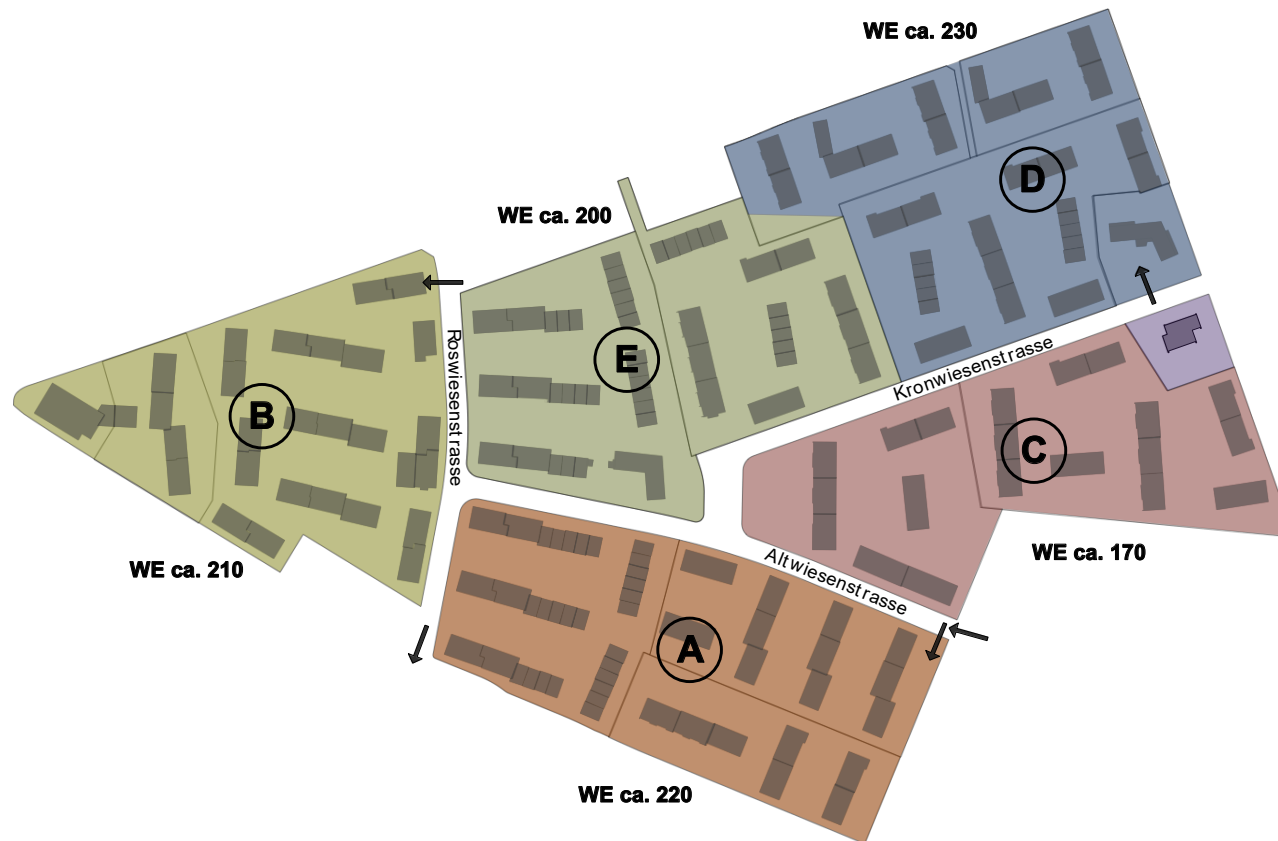 WE ca. 230
D
WE ca. 200
Roswiesenstrasse
E
Kronwiesenstrasse
B
C
WE ca. 210
WE ca. 170
Altwiesenstrasse
A
WE ca. 220